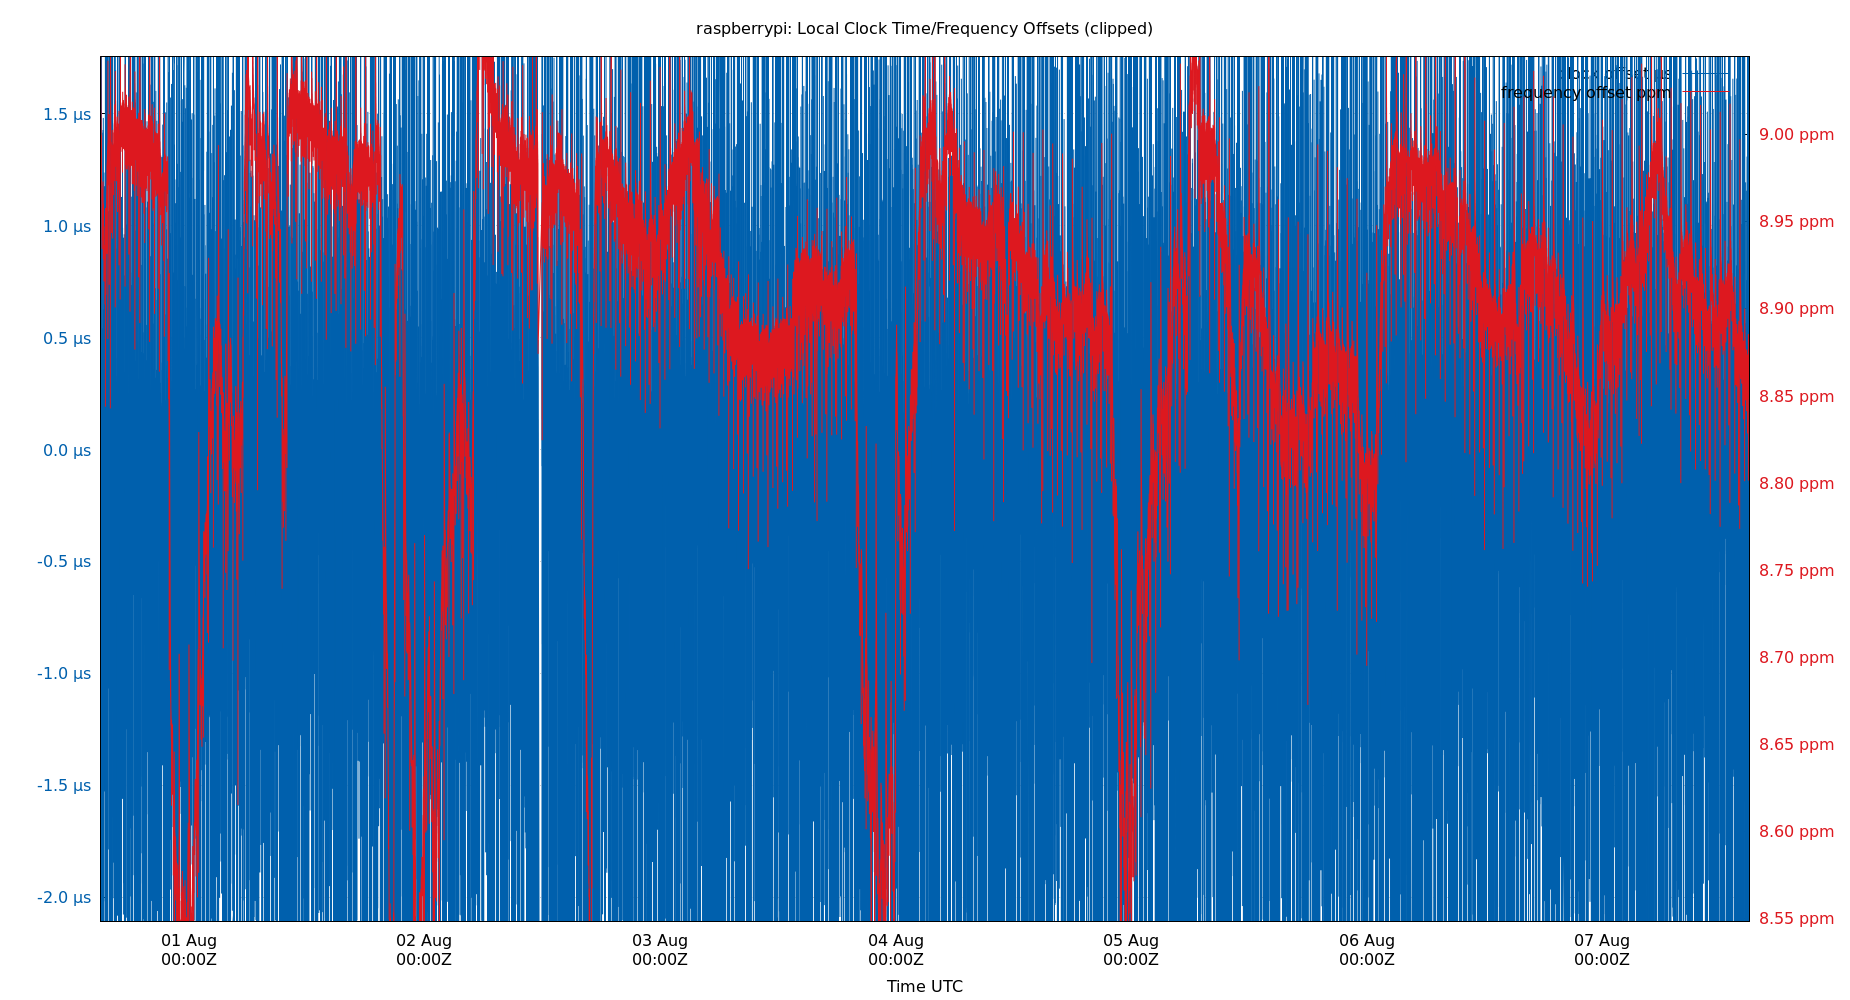 raspberrypi: Local Clock Time/Frequency Offsets (clipped)
clock offset µs
frequency offset ppm
1.5 µs
1.0 µs
0.5 µs
0.0 µs
-0.5 µs
-1.0 µs
-1.5 µs
-2.0 µs
9.00 ppm
8.95 ppm
8.90 ppm
8.85 ppm
8.80 ppm
8.75 ppm
8.70 ppm
8.65 ppm
8.60 ppm
8.55 ppm
01 Aug
00:00Z
02 Aug
00:00Z
03 Aug
00:00Z
04 Aug
00:00Z
05 Aug
00:00Z
06 Aug
00:00Z
07 Aug
00:00Z
Time UTC